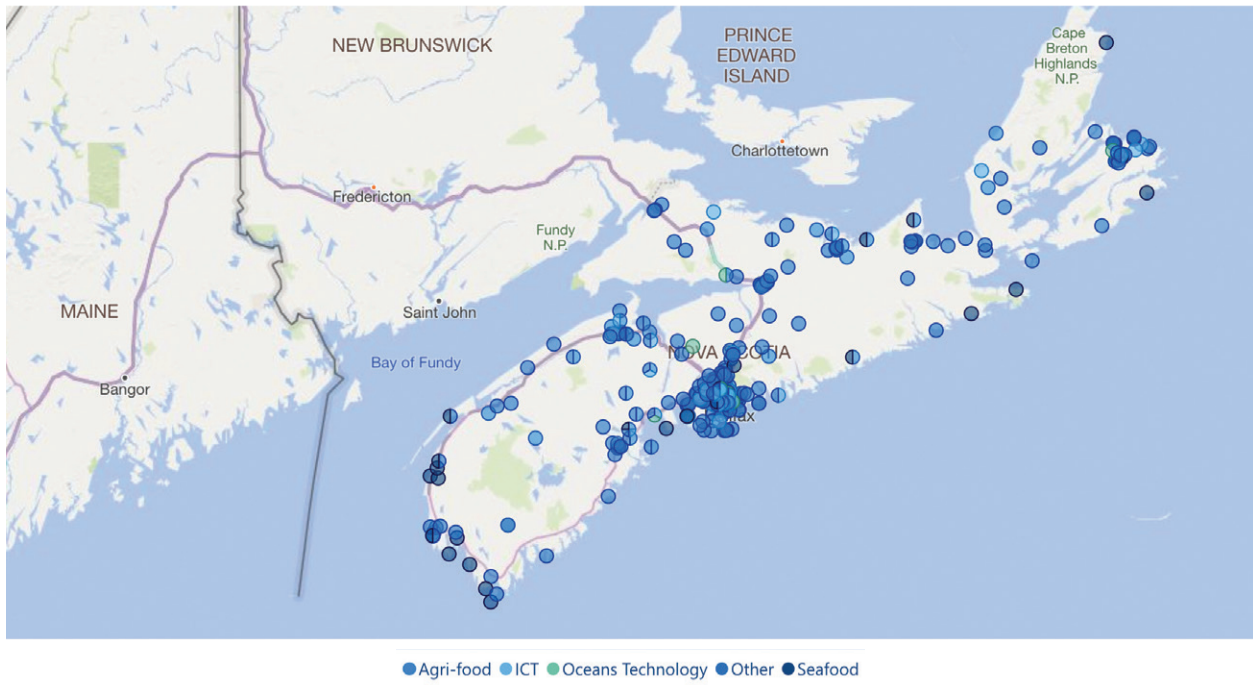 NEW BRUNSWICK
PRINCE
EDWARD
ISLAND
Cape
Breton
Highlands
N.P.
Charlottetown
Fredericton
Fundy
N.P.
MAINE
Saint John
Bay of Fundy
NOVA SCOTIA
Bangor
Agri-food ICT Oceans Technology Other Seafood